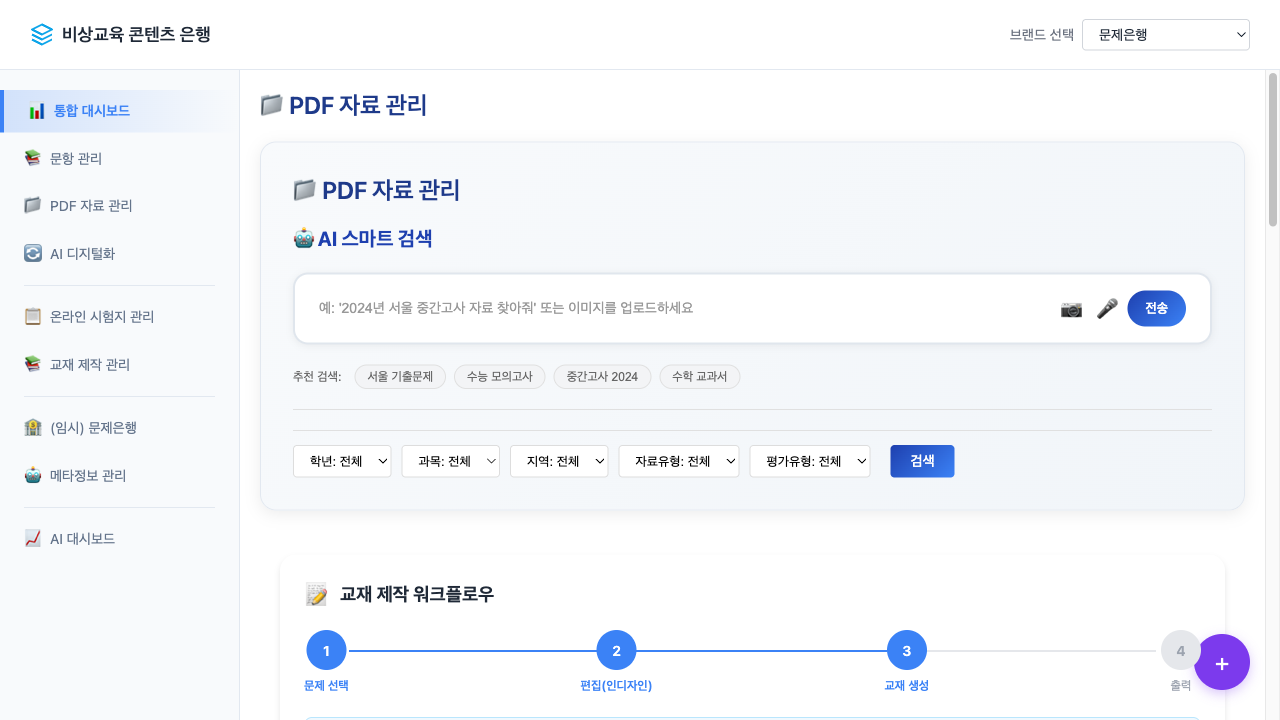 비상교육 콘텐츠 은행
브랜드 선택 문제은행
통합 대시보드
문항 관리
PDF 자료 관리
AI 디지털화
온라인 시험지 관리
교재 제작 관리
(임시) 문제은행
메타정보 관리
AI 대시보드
PDF 자료 관리
PDF 자료 관리
AI 스마트 검색
예: '2024년 서울 중간고사 자료 찾아줘' 또는 이미지를 업로드하세요
전송
추천 검색: 서울 기출문제 수능 모의고사 중간고사 2024 수학 교과서
학년: 전체 과목: 전체 지역: 전체 자료유형: 전체 평가유형: 전체 검색
교재 제작 워크플로우
1 2 3 4 +
문제 선택 편집(인디자인) 교재 생성 출력